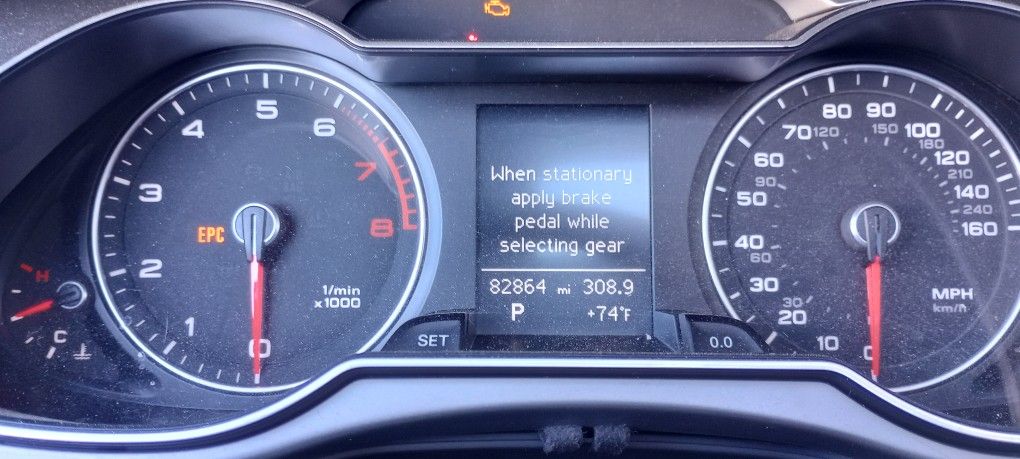 5
4
6
3
7
EPC
8
2
1/min
x1000
1
0
H
C
When stationary
apply brake
pedal while
selecting gear
82864 mi 308.9
P +74°F
SET
0.0
80 90
70 120 150 100
180
60 120
90 210
50 140
240
160
40
60
30 MPH
km/h
30
20
10
0